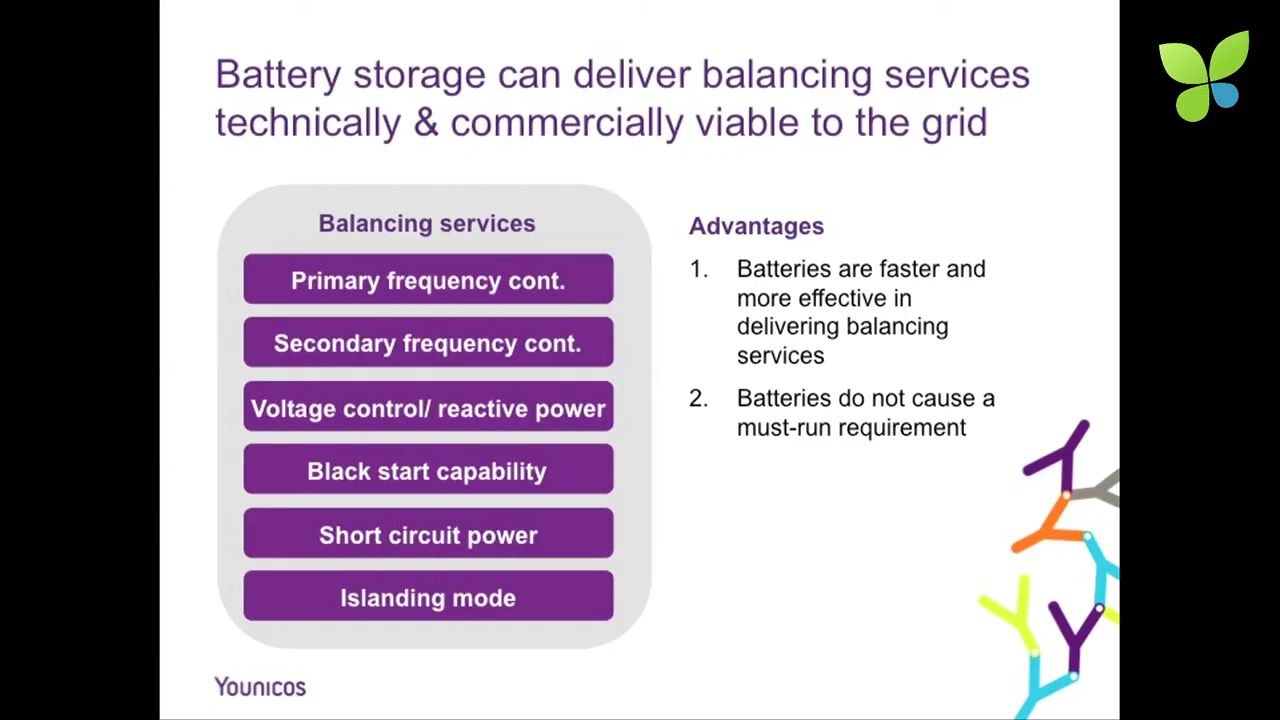 Battery storage can deliver balancing services
technically & commercially viable to the grid
Balancing services
Primary frequency cont.
Secondary frequency cont.
Voltage control/ reactive power
Black start capability
Short circuit power
Islanding mode
Advantages
1. Batteries are faster and
more effective in
delivering balancing
services
2. Batteries do not cause a
must-run requirement
Younicos